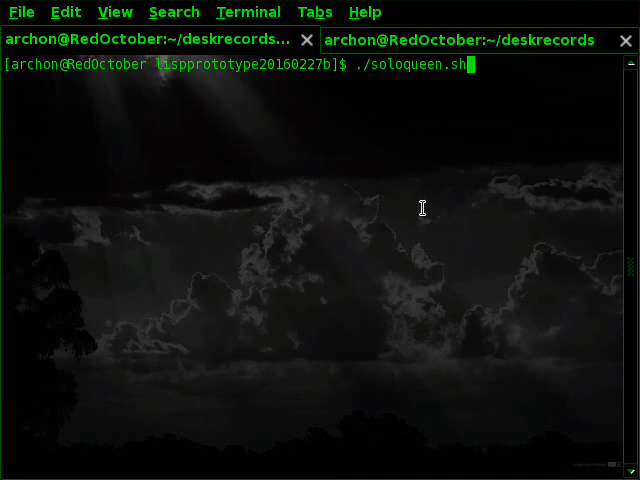 File Edit View Search Terminal Tabs Help
archon@RedOctober:~/deskrecords... archon@RedOctober:~/deskrecords
[archon@RedOctober lispprototype20160227b]$ ./soloqueen.sh